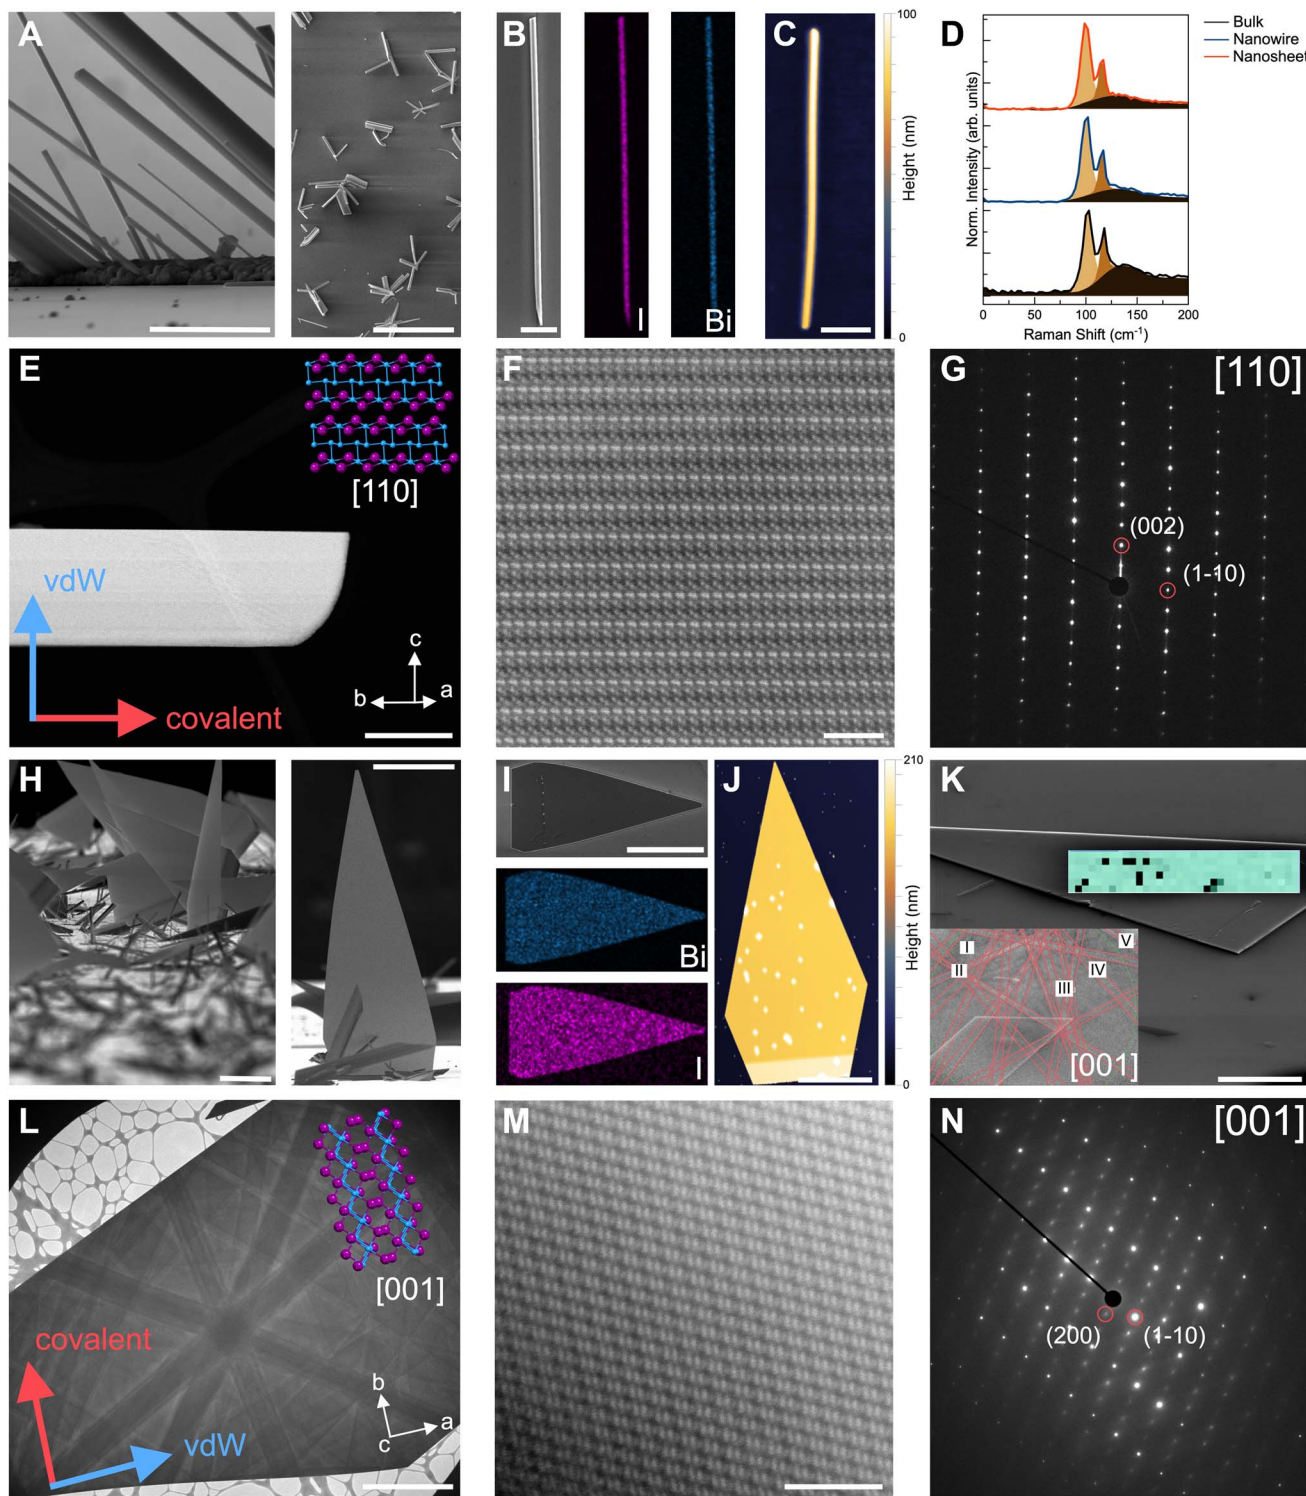 A
B
I
Bi
C
100
Height (nm)
0
D
Bulk
Nanowire
Nanosheet
Norm. Intensity (arb. units)
0
50
100
150
200
Raman Shift (cm⁻¹)
E
[110]
vdW
covalent
c
b
a
F
G
[110]
(002)
(1-10)
H
I
Bi
I
J
210
Height (nm)
0
K
I
II
III
IV
V
[001]
L
[001]
covalent
vdW
b
a
c
M
N
[001]
(200)
(1-10)